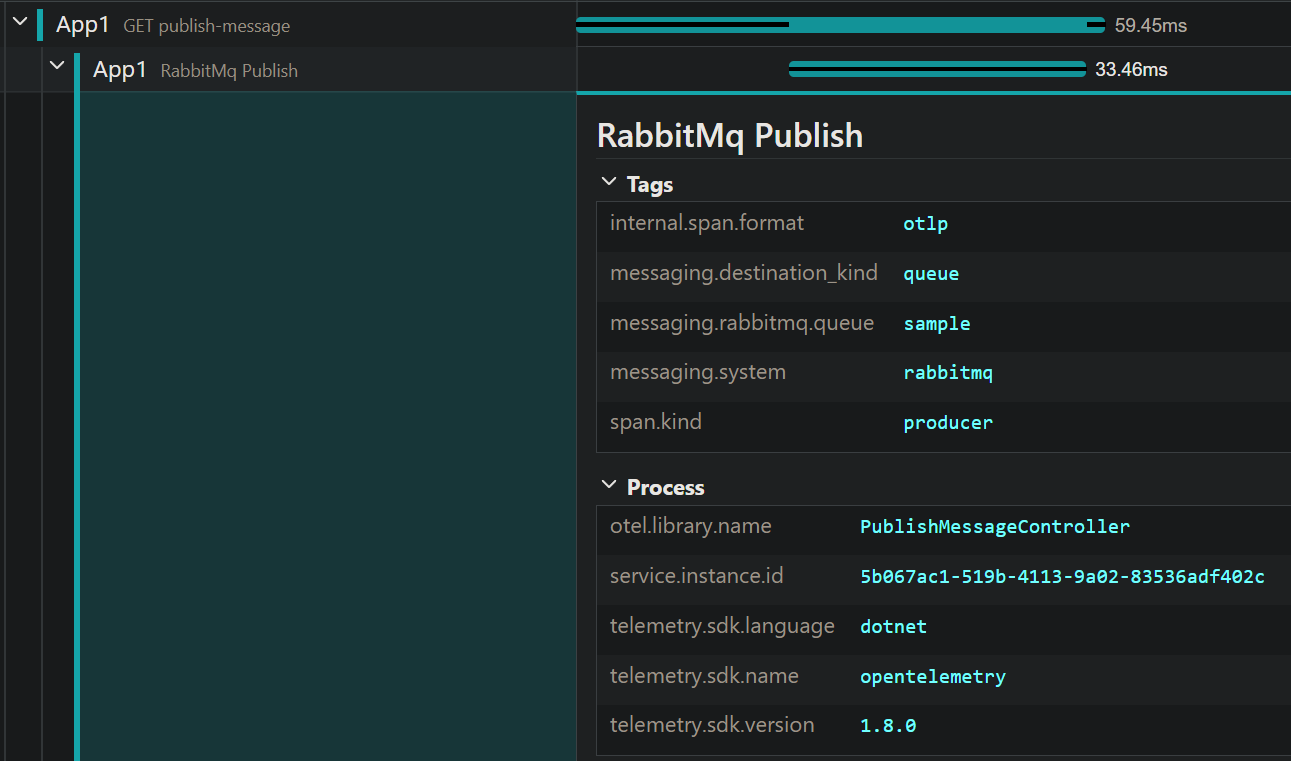 App1 GET publish-message 59.45ms
App1 RabbitMq Publish 33.46ms
RabbitMq Publish
Tags
internal.span.format otlp
messaging.destination_kind queue
messaging.rabbitmq.queue sample
messaging.system rabbitmq
span.kind producer
Process
otel.library.name PublishMessageController
service.instance.id 5b067ac1-519b-4113-9a02-83536adf402c
telemetry.sdk.language dotnet
telemetry.sdk.name opentelemetry
telemetry.sdk.version 1.8.0